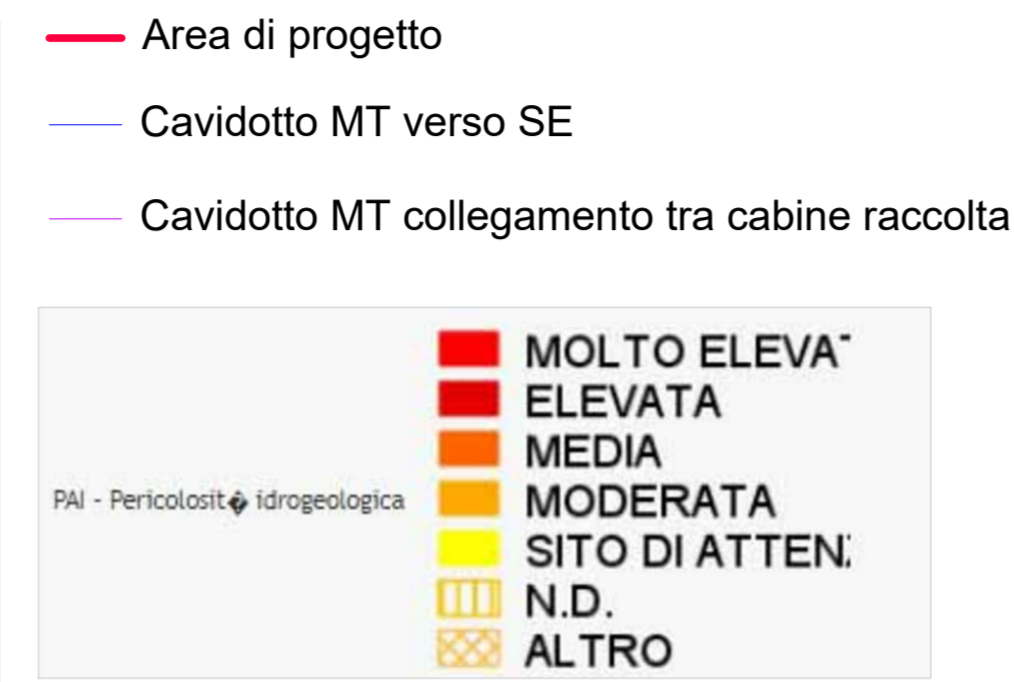 Area di progetto
Cavidotto MT verso SE
Cavidotto MT collegamento tra cabine raccolta
PAI - Pericolosit� idrogeologica
MOLTO ELEVAT
ELEVATA
MEDIA
MODERATA
SITO DI ATTEN
N.D.
ALTRO